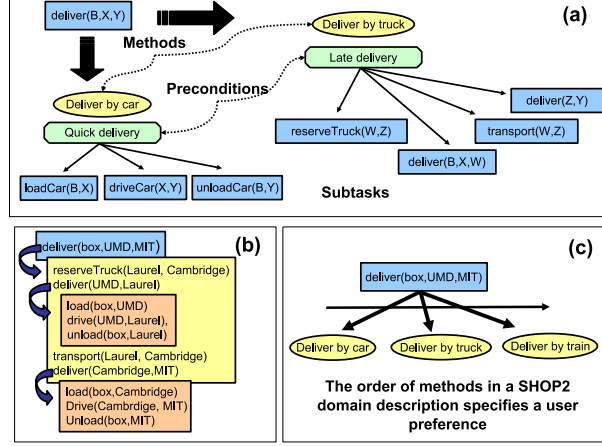 deliver(B,X,Y)
(a)
Deliver by truck
Methods
Preconditions
Late delivery
Deliver by car
Quick delivery
deliver(Z,Y)
reserveTruck(W,Z)
transport(W,Z)
deliver(B,X,W)
loadCar(B,X)
driveCar(X,Y)
unloadCar(B,Y)
Subtasks
(b)
deliver(box,UMD,MIT)
reserveTruck(Laurel, Cambridge)
deliver(UMD,Laurel)
load(box,UMD)
drive(UMD,Laurel),
unload(box,Laurel)
transport(Laurel, Cambridge)
deliver(Cambridge,MIT)
load(box,Cambridge)
Drive(Cambrdige, MIT)
Unload(box,MIT)
(c)
deliver(box,UMD,MIT)
Deliver by car
Deliver by truck
Deliver by train
The order of methods in a SHOP2
domain description specifies a user
preference